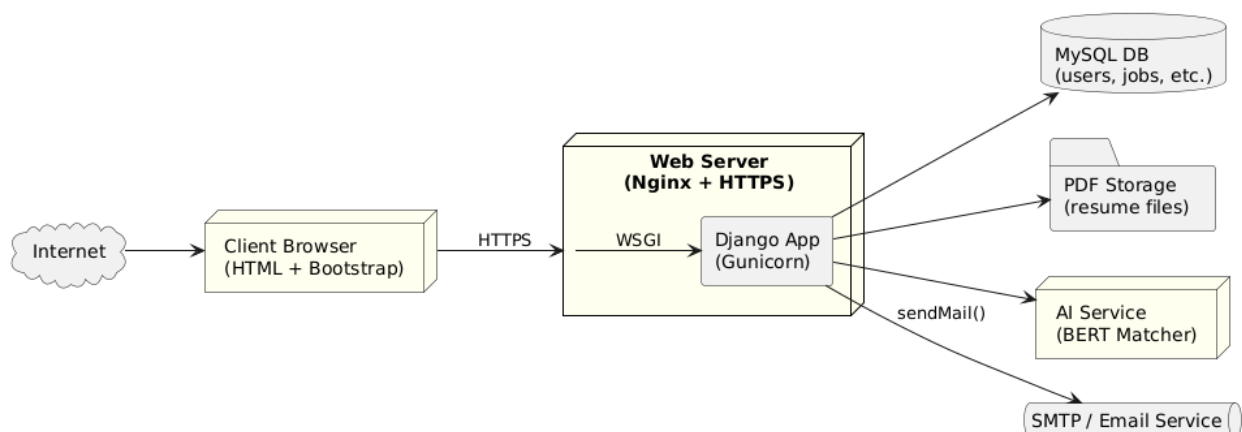 Internet
Client Browser
(HTML + Bootstrap)
HTTPS
Web Server
(Nginx + HTTPS)
WSGI
Django App
(Gunicorn)
sendMail()
MySQL DB
(users, jobs, etc.)
PDF Storage
(resume files)
AI Service
(BERT Matcher)
SMTP / Email Service